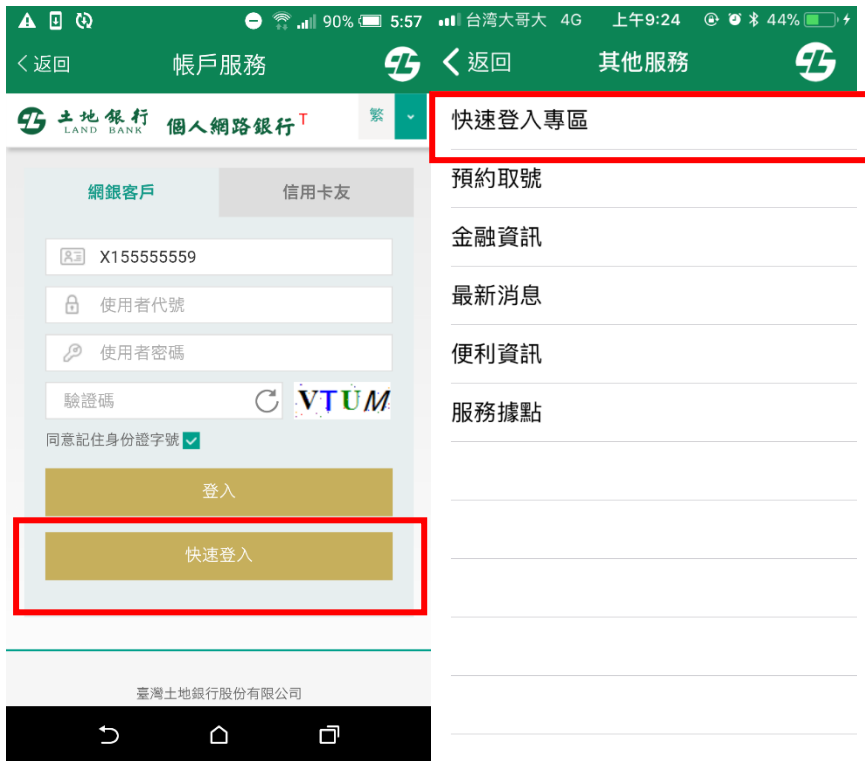 90% 5:57
返回
帳戶服務
土地銀行
LAND BANK
個人網路銀行T
繁
網銀客戶
信用卡友
X155555559
使用者代號
使用者密碼
驗證碼
VTUM
同意記住身份證字號
登入
快速登入
臺灣土地銀行股份有限公司
台湾大哥大 4G 上午9:24 44%
返回
其他服務
快速登入專區
預約取號
金融資訊
最新消息
便利資訊
服務據點